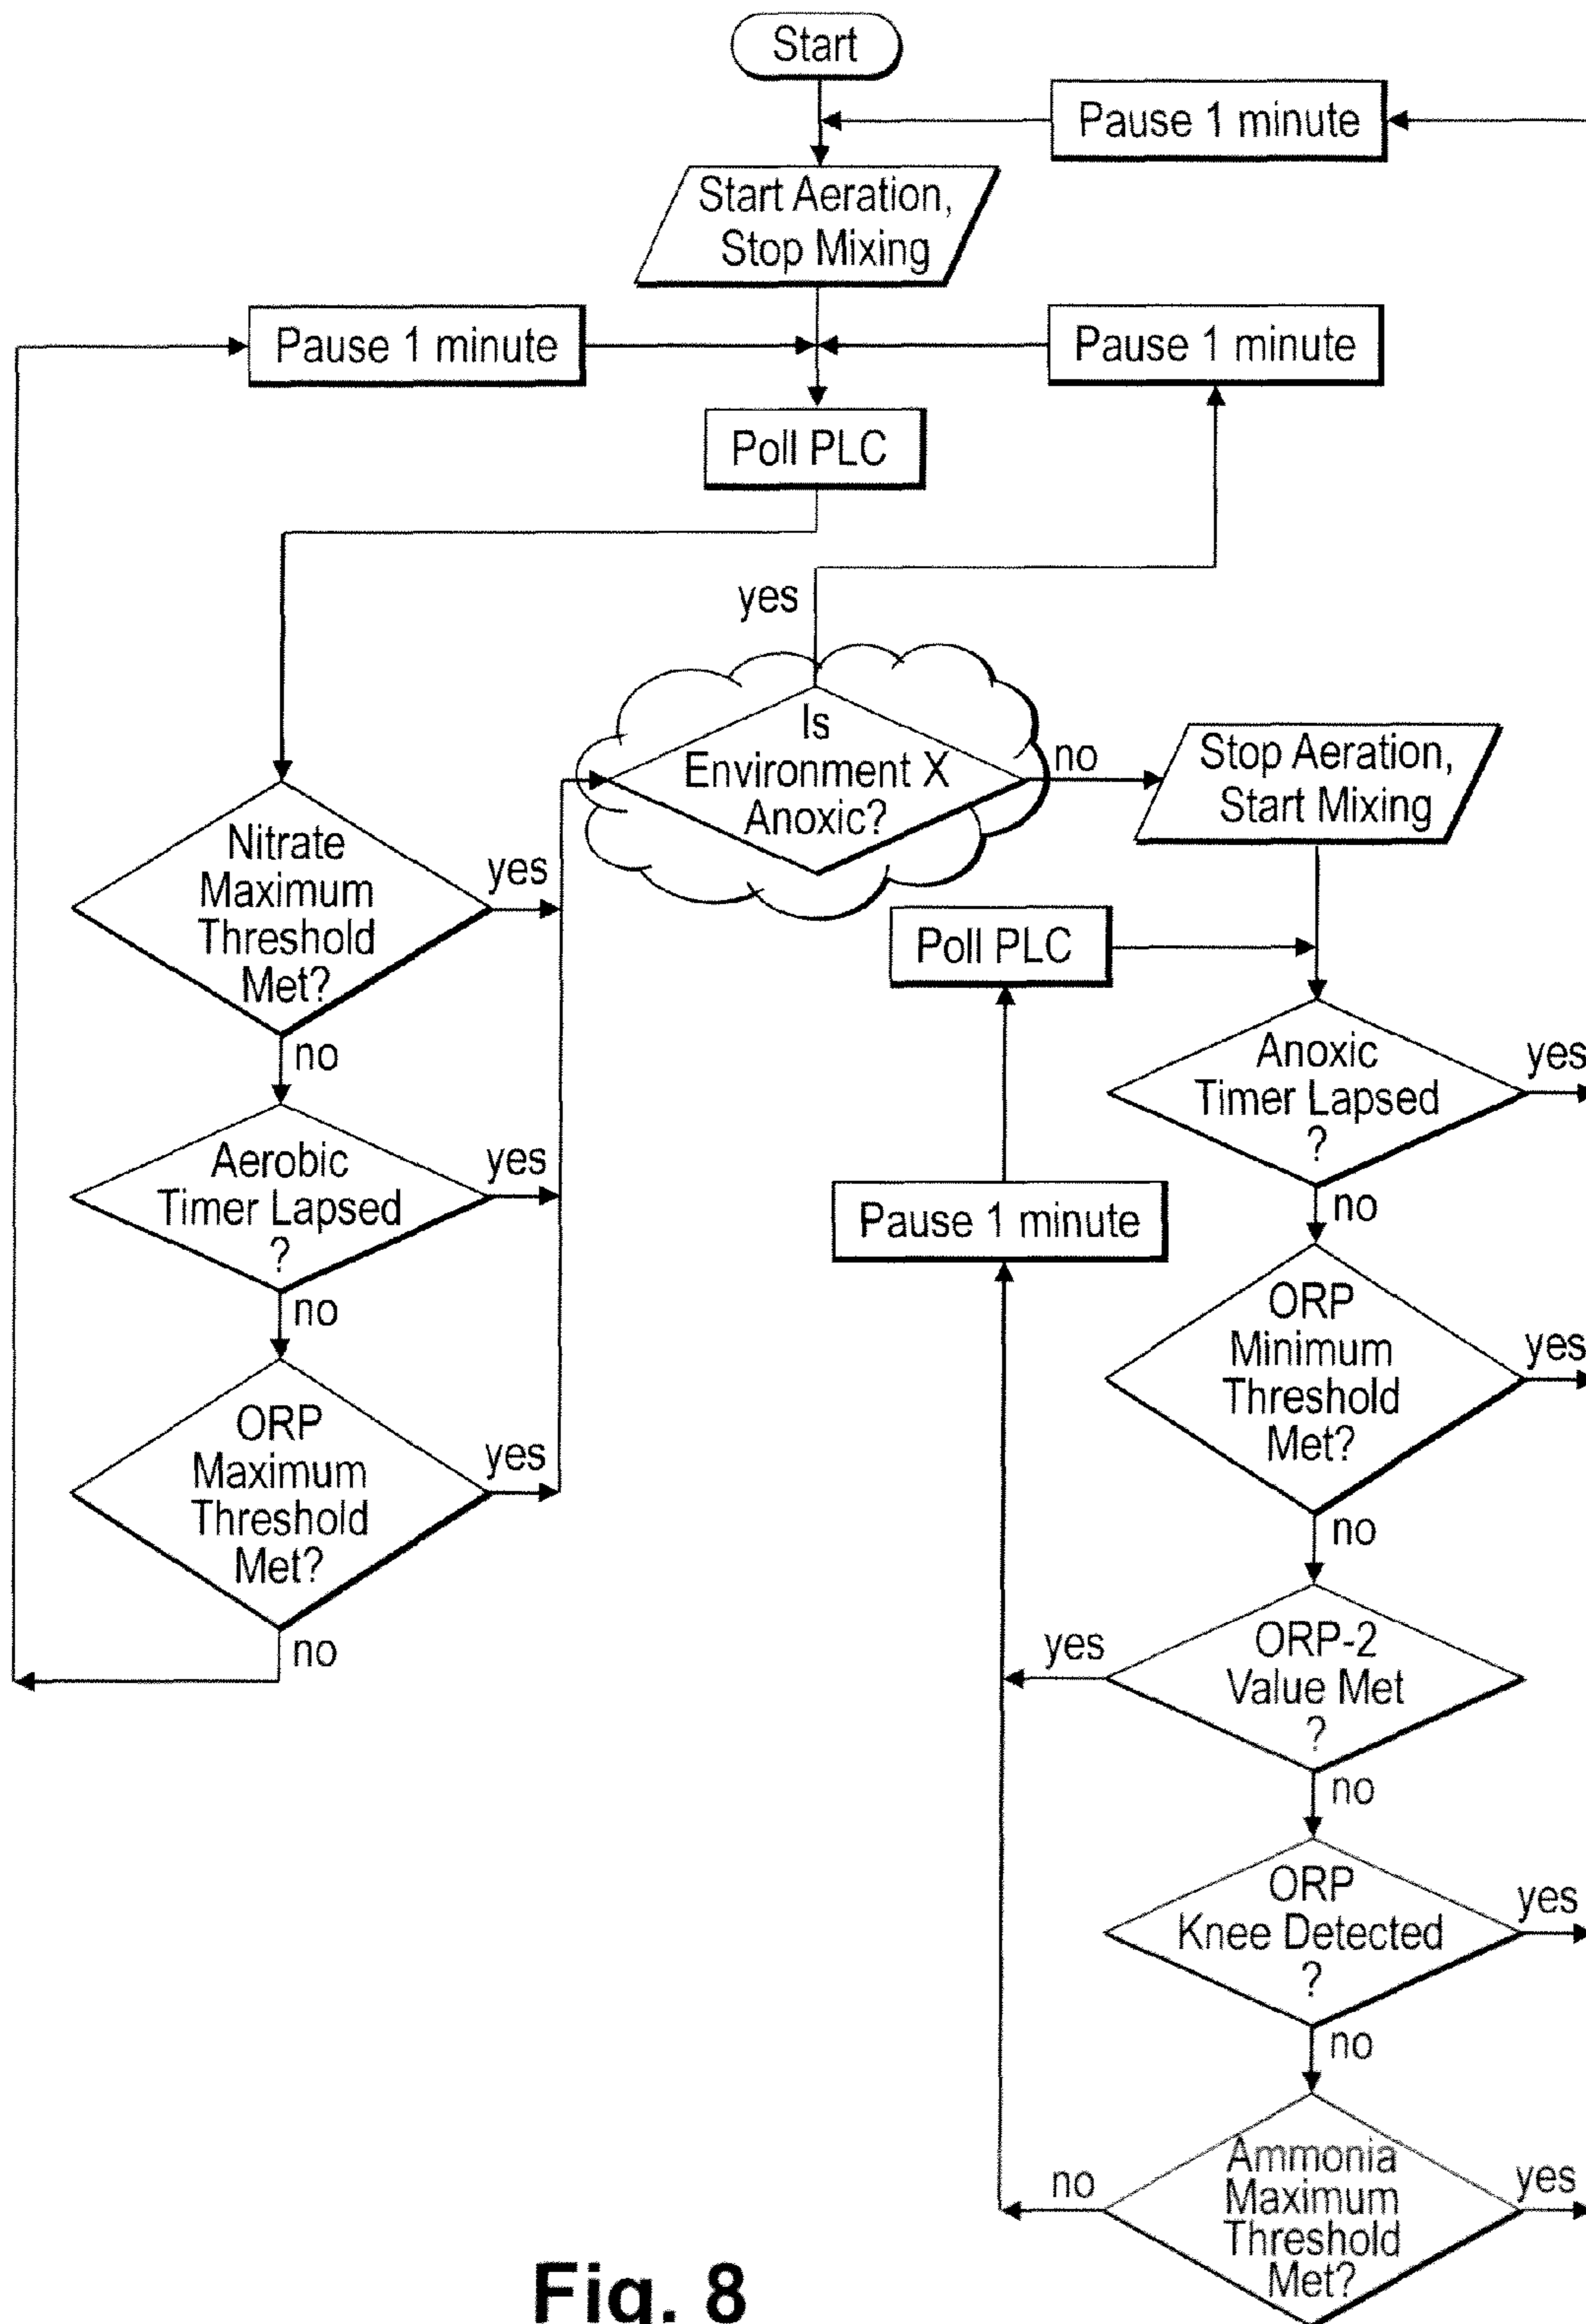 Start
Pause 1 minute
Start Aeration,
Stop Mixing
Pause 1 minute
Pause 1 minute
Poll PLC
yes
Is
Environment X
Anoxic?
no
Stop Aeration,
Start Mixing
Nitrate
Maximum
Threshold
Met?
yes
no
Poll PLC
Anoxic
Timer Lapsed
?
yes
no
Aerobic
Timer Lapsed
?
yes
no
Pause 1 minute
ORP
Minimum
Threshold
Met?
yes
no
ORP
Maximum
Threshold
Met?
yes
no
ORP-2
Value Met
?
yes
no
ORP
Knee Detected
?
yes
no
Ammonia
Maximum
Threshold
Met?
no
yes
Fig. 8